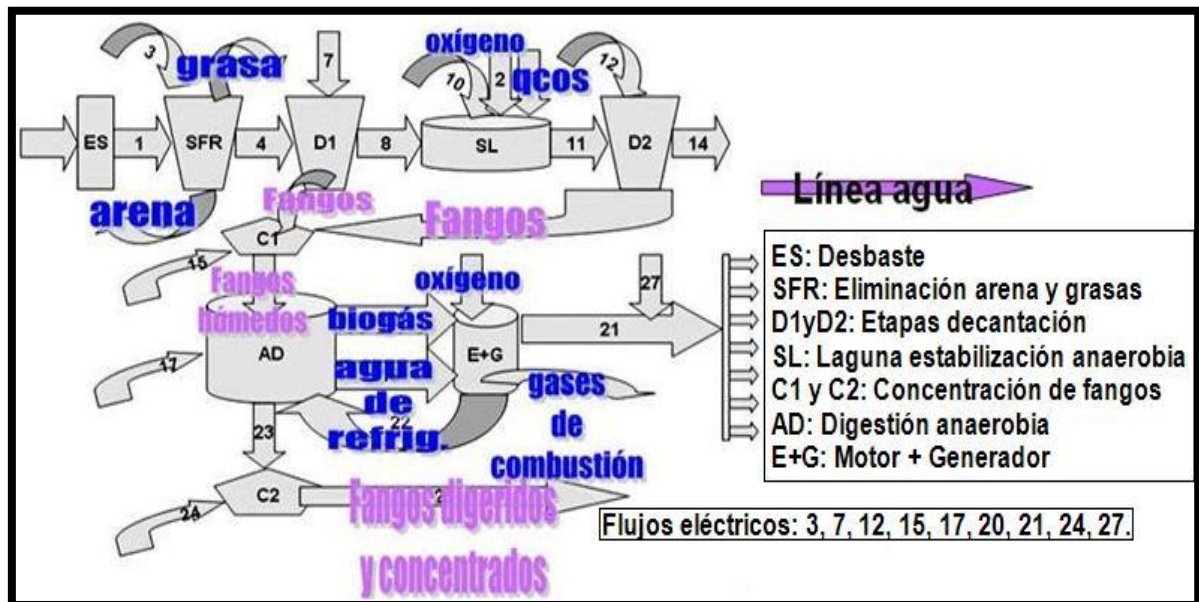 oxígeno
3
grasa
7
10
2
qcos
12
ES
1
SFR
4
D1
8
SL
11
D2
14
arena
Fangos
Fangos
Línea agua
C1
15
Fangos
húmedos
oxígeno
27
biogás
21
AD
E+G
17
agua
de
refrig.
22
gases
de
combustión
23
C2
2
24
Fangos digeridos
y concentrados
ES: Desbaste
SFR: Eliminación arena y grasas
D1yD2: Etapas decantación
SL: Laguna estabilización anaerobia
C1 y C2: Concentración de fangos
AD: Digestión anaerobia
E+G: Motor + Generador
Flujos eléctricos: 3, 7, 12, 15, 17, 20, 21, 24, 27.